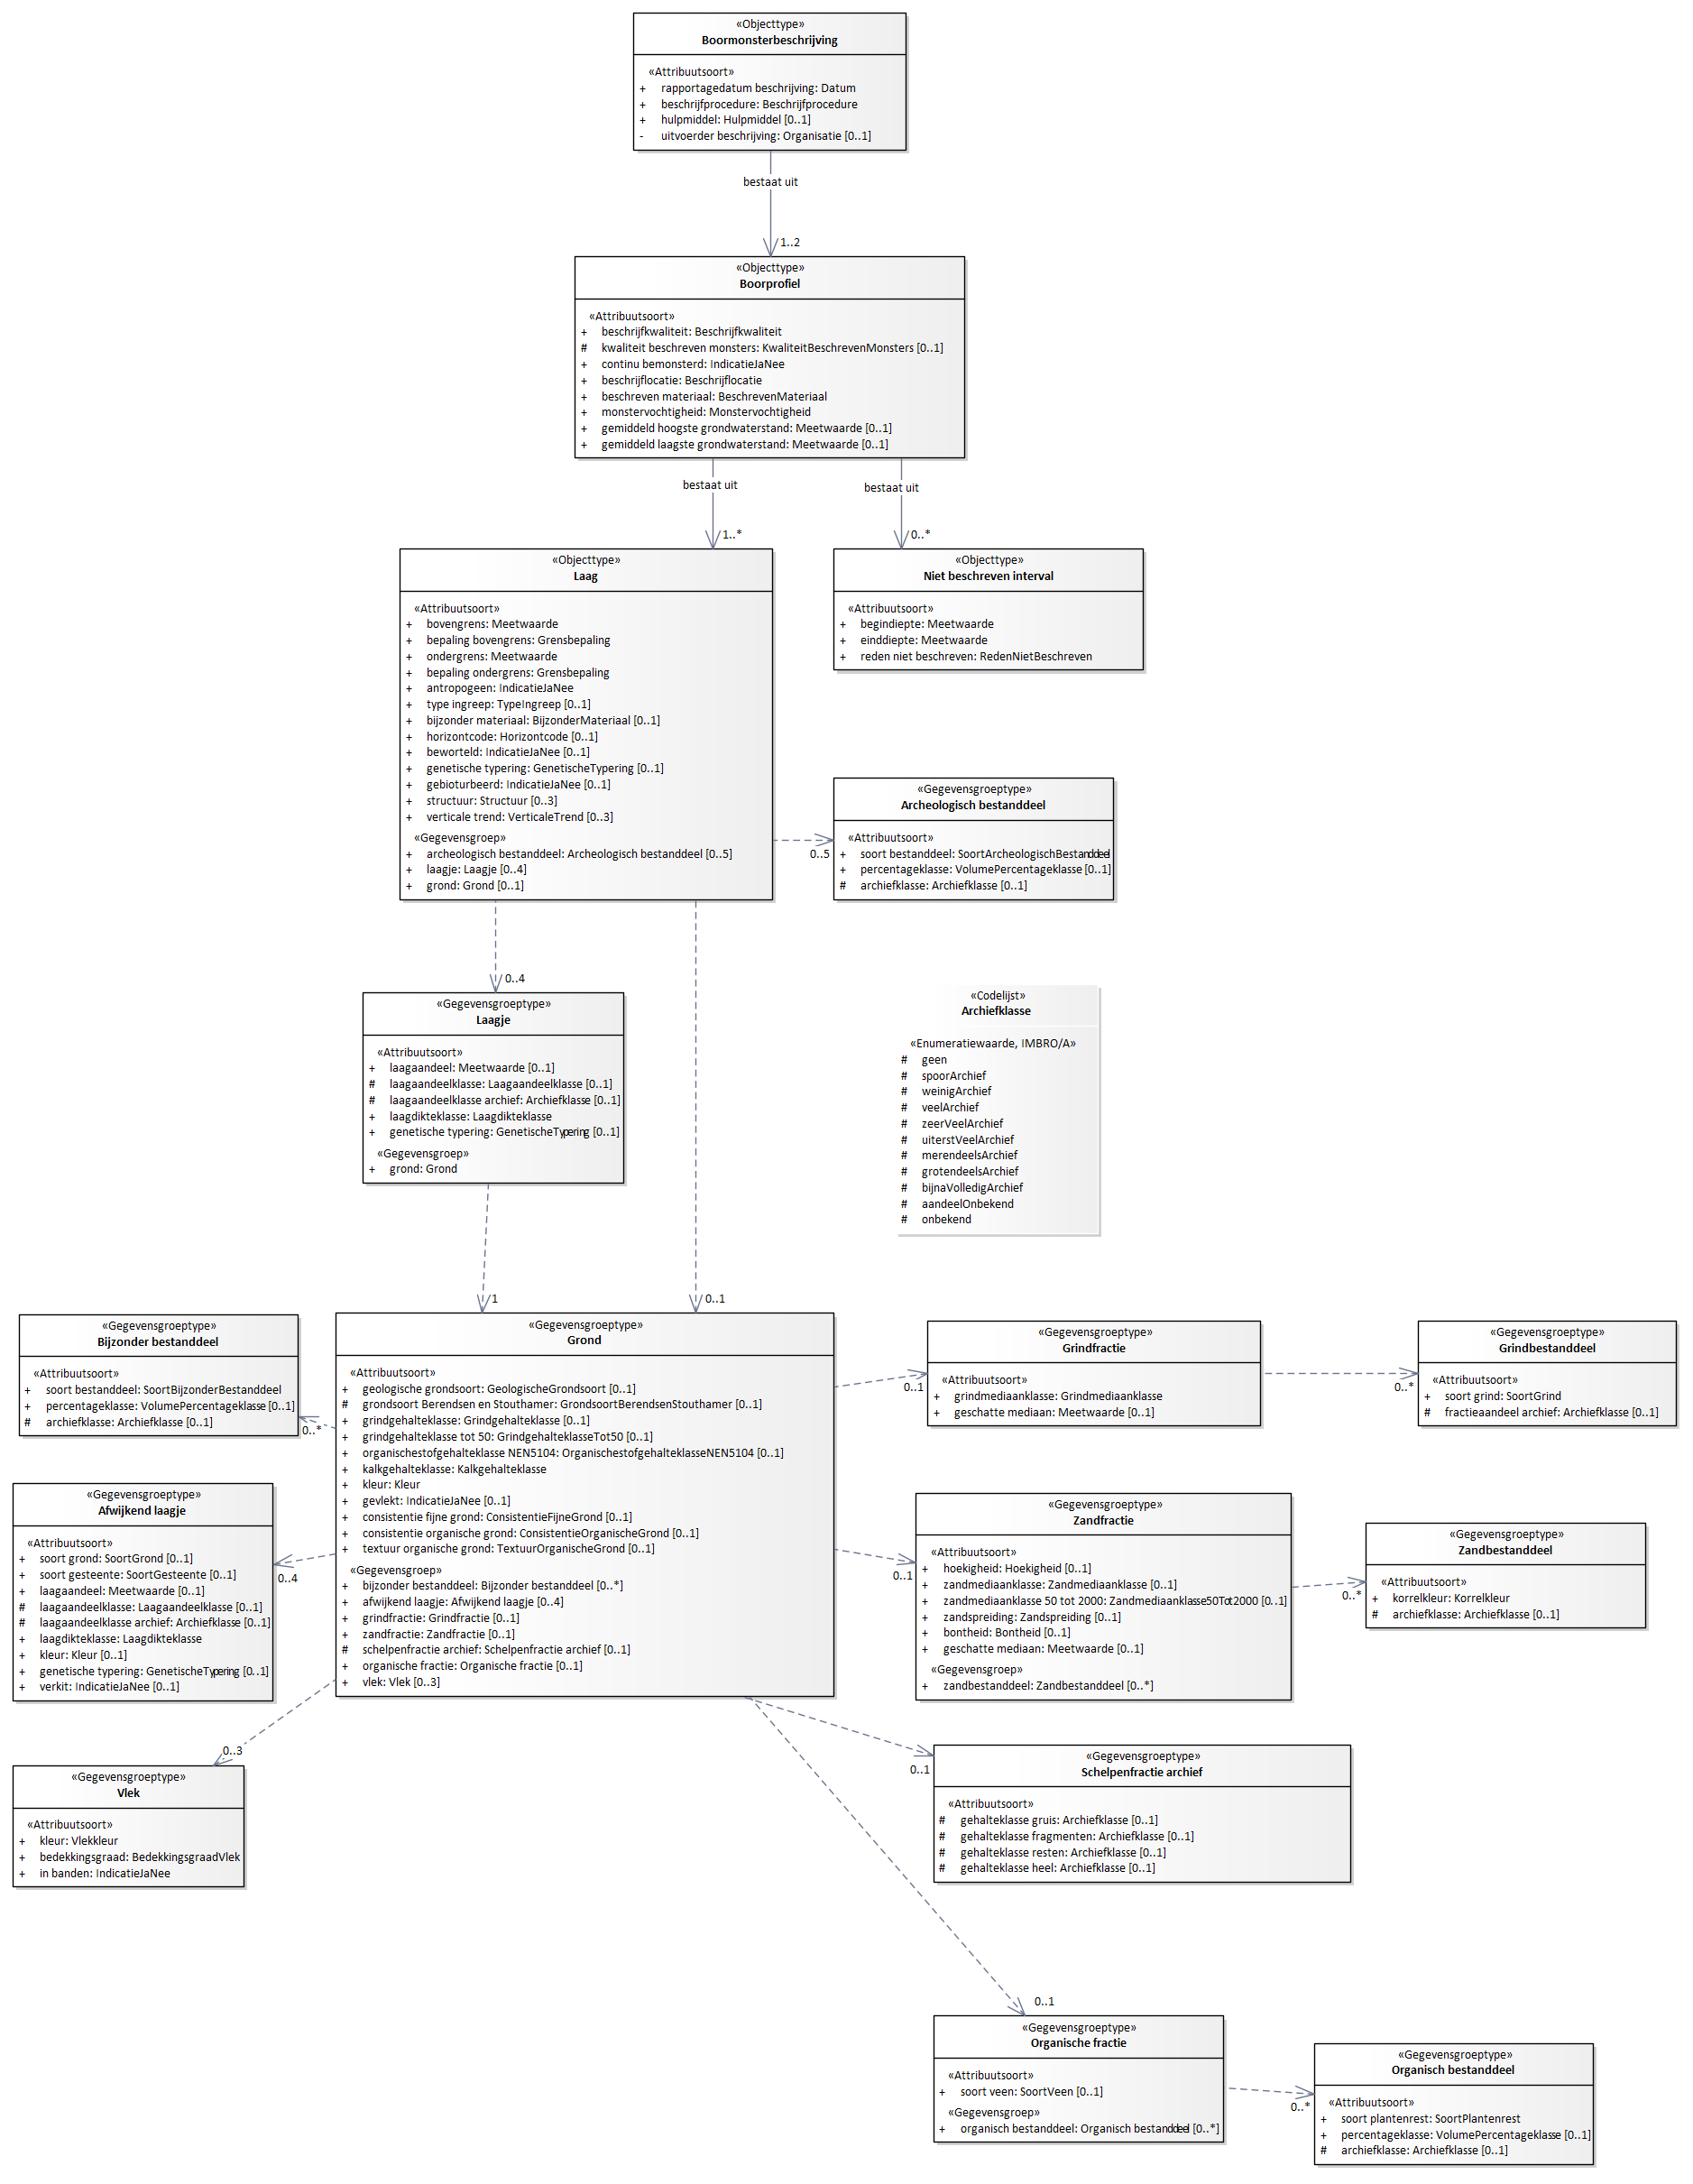 «Objecttype»
Boormonsterbeschrijving
«Attribuutsoort»
+ rapportagedatum beschrijving: Datum
+ beschrijfprocedure: Beschrijfprocedure
+ hulpmiddel: Hulpmiddel [0..1]
- uitvoerder beschrijving: Organisatie [0..1]
bestaat uit
1..2
«Objecttype»
Boorprofiel
«Attribuutsoort»
+ beschrijfkwaliteit: Beschrijfkwaliteit
# kwaliteit beschreven monsters: KwaliteitBeschrevenMonsters [0..1]
+ continu bemonsterd: IndicatieJaNee
+ beschrijflocatie: Beschrijflocatie
+ beschreven materiaal: BeschrevenMateriaal
+ monstervochtigheid: Monstervochtigheid
+ gemiddeld hoogste grondwaterstand: Meetwaarde [0..1]
+ gemiddeld laagste grondwaterstand: Meetwaarde [0..1]
bestaat uit
bestaat uit
1..*
0..*
«Objecttype»
Laag
«Attribuutsoort»
+ bovengrens: Meetwaarde
+ bepaling bovengrens: Grensbepaling
+ ondergrens: Meetwaarde
+ bepaling ondergrens: Grensbepaling
+ antropogeen: IndicatieJaNee
+ type ingreep: TypeIngreep [0..1]
+ bijzonder materiaal: BijzonderMateriaal [0..1]
+ horizontcode: Horizontcode [0..1]
+ beworteld: IndicatieJaNee [0..1]
+ genetische typering: GenetischeTypering [0..1]
+ gebioturbeerd: IndicatieJaNee [0..1]
+ structuur: Structuur [0..3]
+ verticale trend: VerticaleTrend [0..3]
«Gegevensgroep»
+ archeologisch bestanddeel: Archeologisch bestanddeel [0..5]
+ laagje: Laagje [0..4]
+ grond: Grond [0..1]
«Objecttype»
Niet beschreven interval
«Attribuutsoort»
+ begindiepte: Meetwaarde
+ einddiepte: Meetwaarde
+ reden niet beschreven: RedenNietBeschreven
0..5
«Gegevensgroeptype»
Archeologisch bestanddeel
«Attribuutsoort»
+ soort bestanddeel: SoortArcheologischBestanddeel
+ percentageklasse: VolumePercentageklasse [0..1]
# archiefklasse: Archiefklasse [0..1]
0..4
«Gegevensgroeptype»
Laagje
«Attribuutsoort»
+ laagaandeel: Meetwaarde [0..1]
# laagaandeelklasse: Laagaandeelklasse [0..1]
# laagaandeelklasse archief: Archiefklasse [0..1]
+ laagdikteklasse: Laagdikteklasse
+ genetische typering: GenetischeTypering [0..1]
«Gegevensgroep»
+ grond: Grond
«Codelijst»
Archiefklasse
«Enumeratiewaarde, IMBRO/A»
# geen
# spoorArchief
# weinigArchief
# veelArchief
# zeerVeelArchief
# uiterstVeelArchief
# merendeelsArchief
# grotendeelsArchief
# bijnaVolledigArchief
# aandeelOnbekend
# onbekend
1
0..1
«Gegevensgroeptype»
Bijzonder bestanddeel
«Attribuutsoort»
+ soort bestanddeel: SoortBijzonderBestanddeel
+ percentageklasse: VolumePercentageklasse [0..1]
# archiefklasse: Archiefklasse [0..1]
0..*
«Gegevensgroeptype»
Grond
«Attribuutsoort»
+ geologische grondsoort: GeologischeGrondsoort [0..1]
# grondsoort Berendsen en Stouthamer: GrondsoortBerendsenStouthamer [0..1]
+ grindgehalteklasse: Grindgehalteklasse [0..1]
+ grindgehalteklasse tot 50: GrindgehalteklasseTot50 [0..1]
+ organischestofgehalteklasse NEN5104: OrganischestofgehalteklasseNEN5104 [0..1]
+ kalkgehalteklasse: Kalkgehalteklasse
+ kleur: Kleur
+ gevlekt: IndicatieJaNee [0..1]
+ consistentie fijne grond: ConsistentieFijneGrond [0..1]
+ consistentie organische grond: ConsistentieOrganischeGrond [0..1]
+ textuur organische grond: TextuurOrganischeGrond [0..1]
«Gegevensgroep»
+ bijzonder bestanddeel: Bijzonder bestanddeel [0..*]
+ afwijkend laagje: Afwijkend laagje [0..4]
+ grindfractie: Grindfractie [0..1]
+ zandfractie: Zandfractie [0..1]
# schelpenfractie archief: Schelpenfractie archief [0..1]
+ organische fractie: Organische fractie [0..1]
+ vlek: Vlek [0..3]
0..1
«Gegevensgroeptype»
Grindfractie
«Attribuutsoort»
+ grindmediaanklasse: Grindmediaanklasse
+ geschatte mediaan: Meetwaarde [0..1]
0..*
«Gegevensgroeptype»
Grindbestanddeel
«Attribuutsoort»
+ soort grind: SoortGrind
# fractieaandeel archief: Archiefklasse [0..1]
«Gegevensgroeptype»
Afwijkend laagje
«Attribuutsoort»
+ soort grond: SoortGrond [0..1]
+ soort gesteente: SoortGesteente [0..1]
+ laagaandeel: Meetwaarde [0..1]
# laagaandeelklasse: Laagaandeelklasse [0..1]
# laagaandeelklasse archief: Archiefklasse [0..1]
+ laagdikteklasse: Laagdikteklasse
+ kleur: Kleur [0..1]
+ genetische typering: GenetischeTypering [0..1]
+ verkit: IndicatieJaNee [0..1]
0..4
0..1
«Gegevensgroeptype»
Zandfractie
«Attribuutsoort»
+ hoekigheid: Hoekigheid [0..1]
+ zandmediaanklasse: Zandmediaanklasse [0..1]
+ zandmediaanklasse 50 tot 2000: Zandmediaanklasse50Tot2000 [0..1]
+ zandspreiding: Zandspreiding [0..1]
+ bontheid: Bontheid [0..1]
+ geschatte mediaan: Meetwaarde [0..1]
«Gegevensgroep»
+ zandbestanddeel: Zandbestanddeel [0..*]
0..*
«Gegevensgroeptype»
Zandbestanddeel
«Attribuutsoort»
+ korrelkleur: Korrelkleur
# archiefklasse: Archiefklasse [0..1]
0..3
«Gegevensgroeptype»
Vlek
«Attribuutsoort»
+ kleur: Vlekkleur
+ bedekkingsgraad: BedekkingsgraadVlek
+ in banden: IndicatieJaNee
0..1
«Gegevensgroeptype»
Schelpenfractie archief
«Attribuutsoort»
# gehalteklasse gruis: Archiefklasse [0..1]
# gehalteklasse fragmenten: Archiefklasse [0..1]
# gehalteklasse resten: Archiefklasse [0..1]
# gehalteklasse heel: Archiefklasse [0..1]
0..1
«Gegevensgroeptype»
Organische fractie
«Attribuutsoort»
+ soort veen: SoortVeen [0..1]
«Gegevensgroep»
+ organisch bestanddeel: Organisch bestanddeel [0..*]
0..*
«Gegevensgroeptype»
Organisch bestanddeel
«Attribuutsoort»
+ soort plantenrest: SoortPlantenrest
+ percentageklasse: VolumePercentageklasse [0..1]
# archiefklasse: Archiefklasse [0..1]